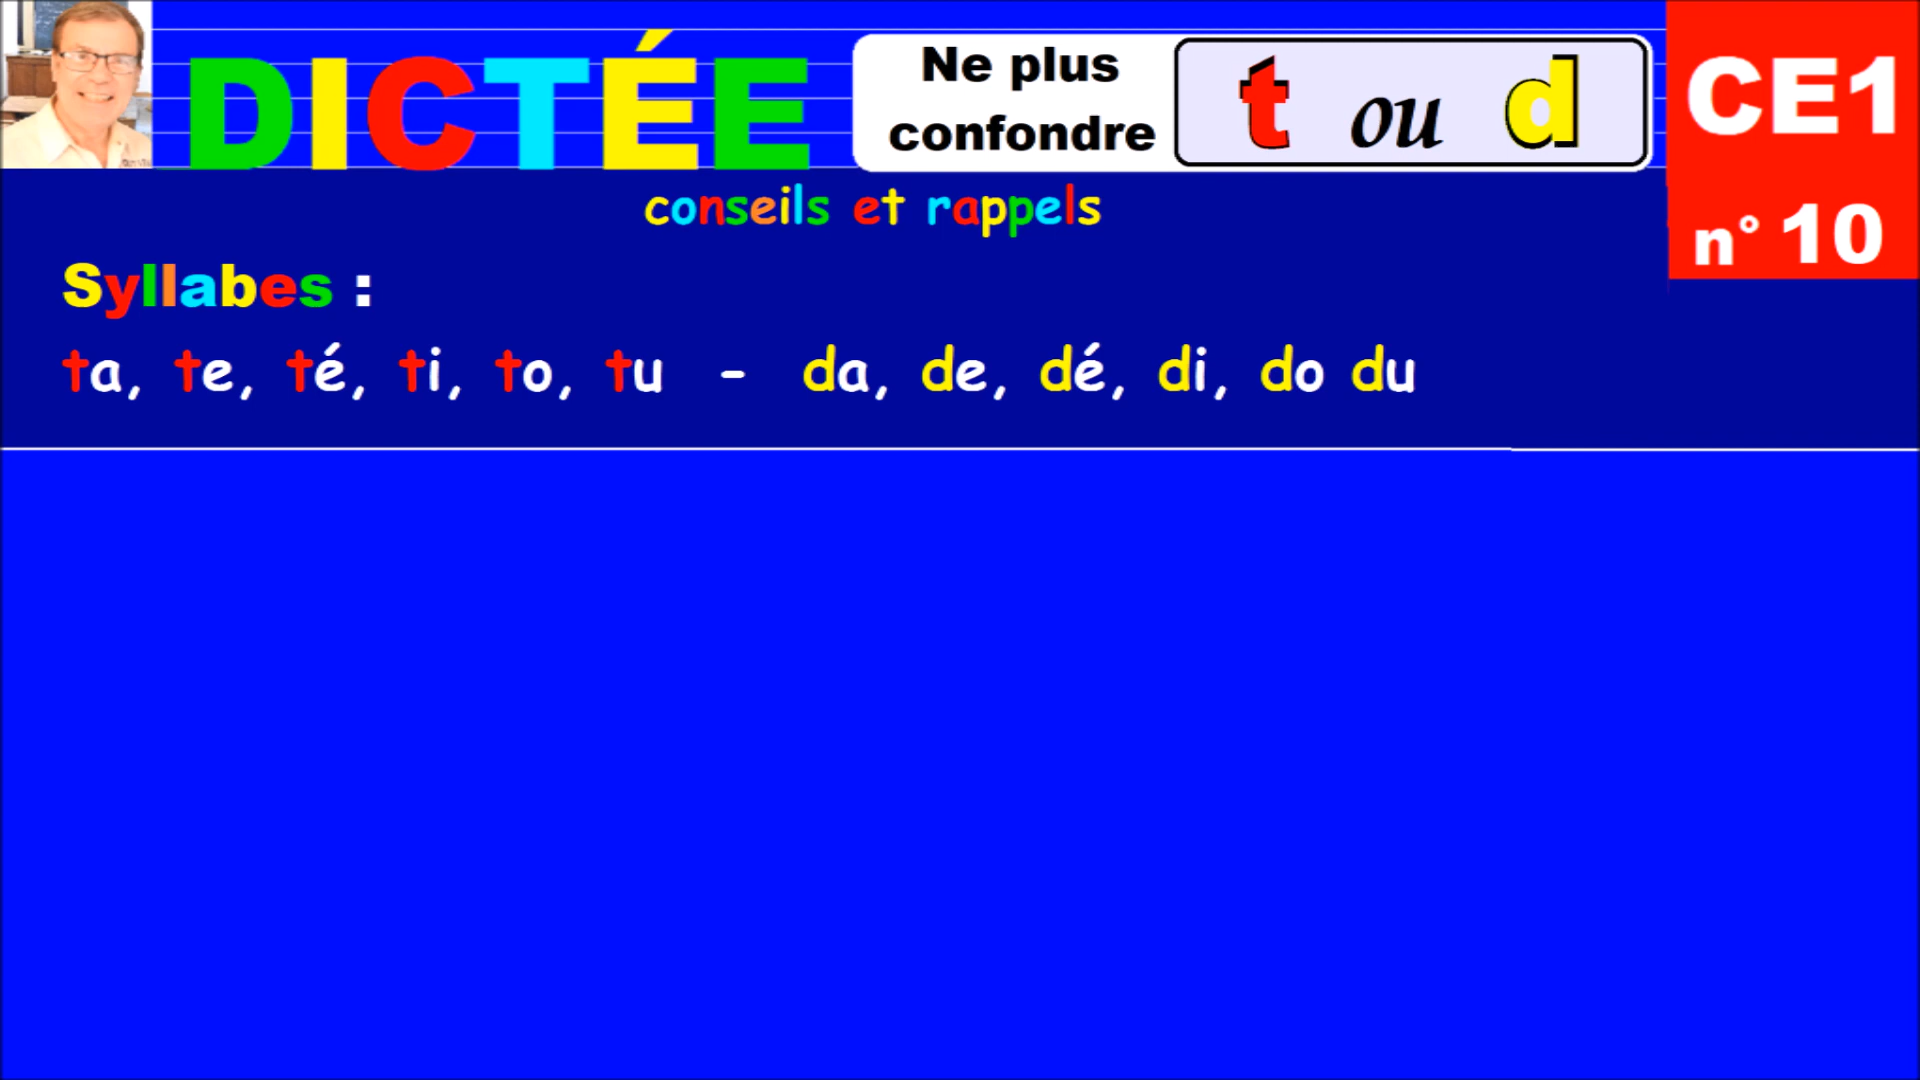 DICTÉE
Ne plus
confondre
t ou d
CE1
n° 10
conseils et rappels
Syllabes :
ta, te, té, ti, to, tu - da, de, dé, di, do du